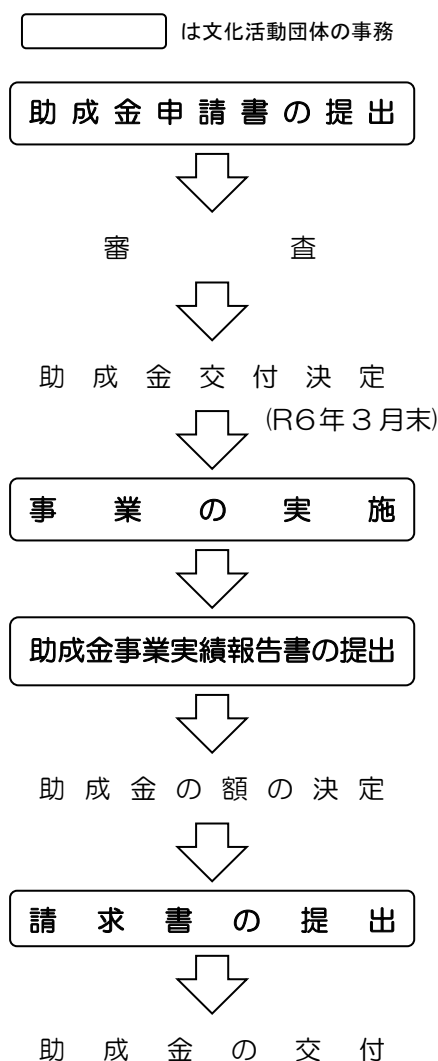 は文化活動団体の事務
助成金申請書の提出
審査
助成金交付決定
(R6年3月末)
事業の実施
助成金事業実績報告書の提出
助成金の額の決定
請求書の提出
助成金の交付